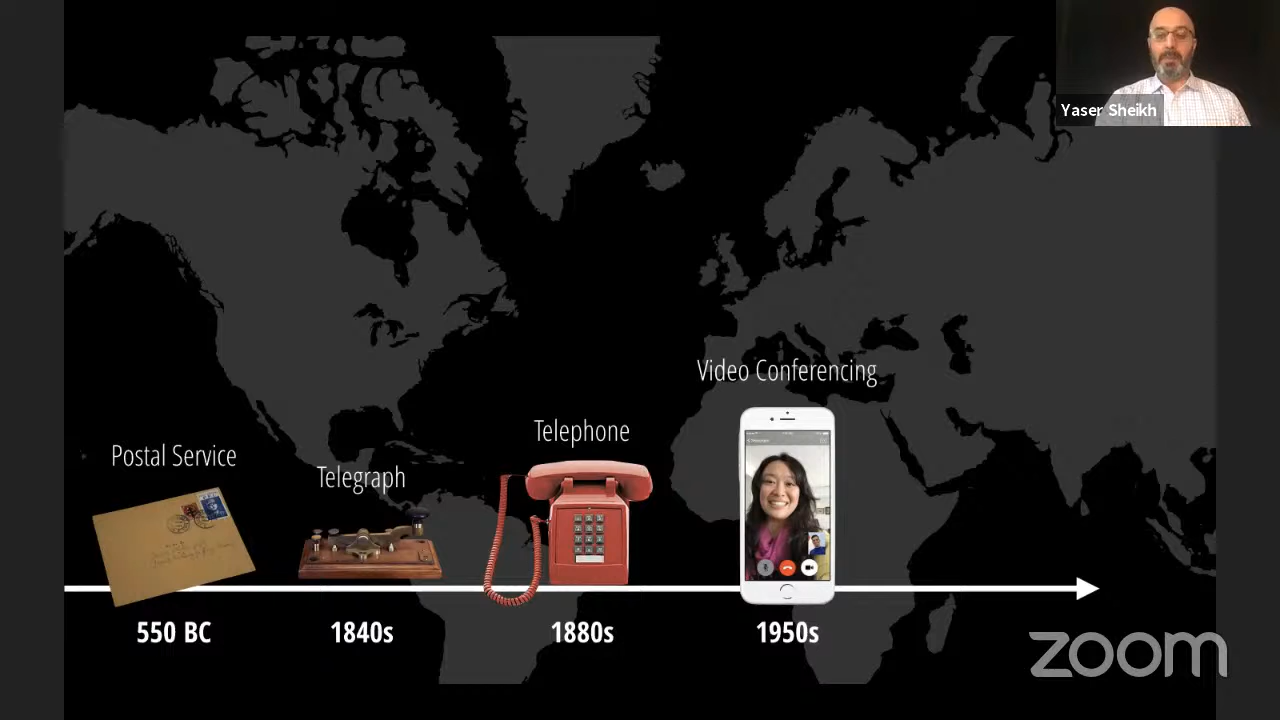 Yaser Sheikh
Video Conferencing
Telephone
Postal Service
Telegraph
550 BC
1840s
1880s
1950s
zoom